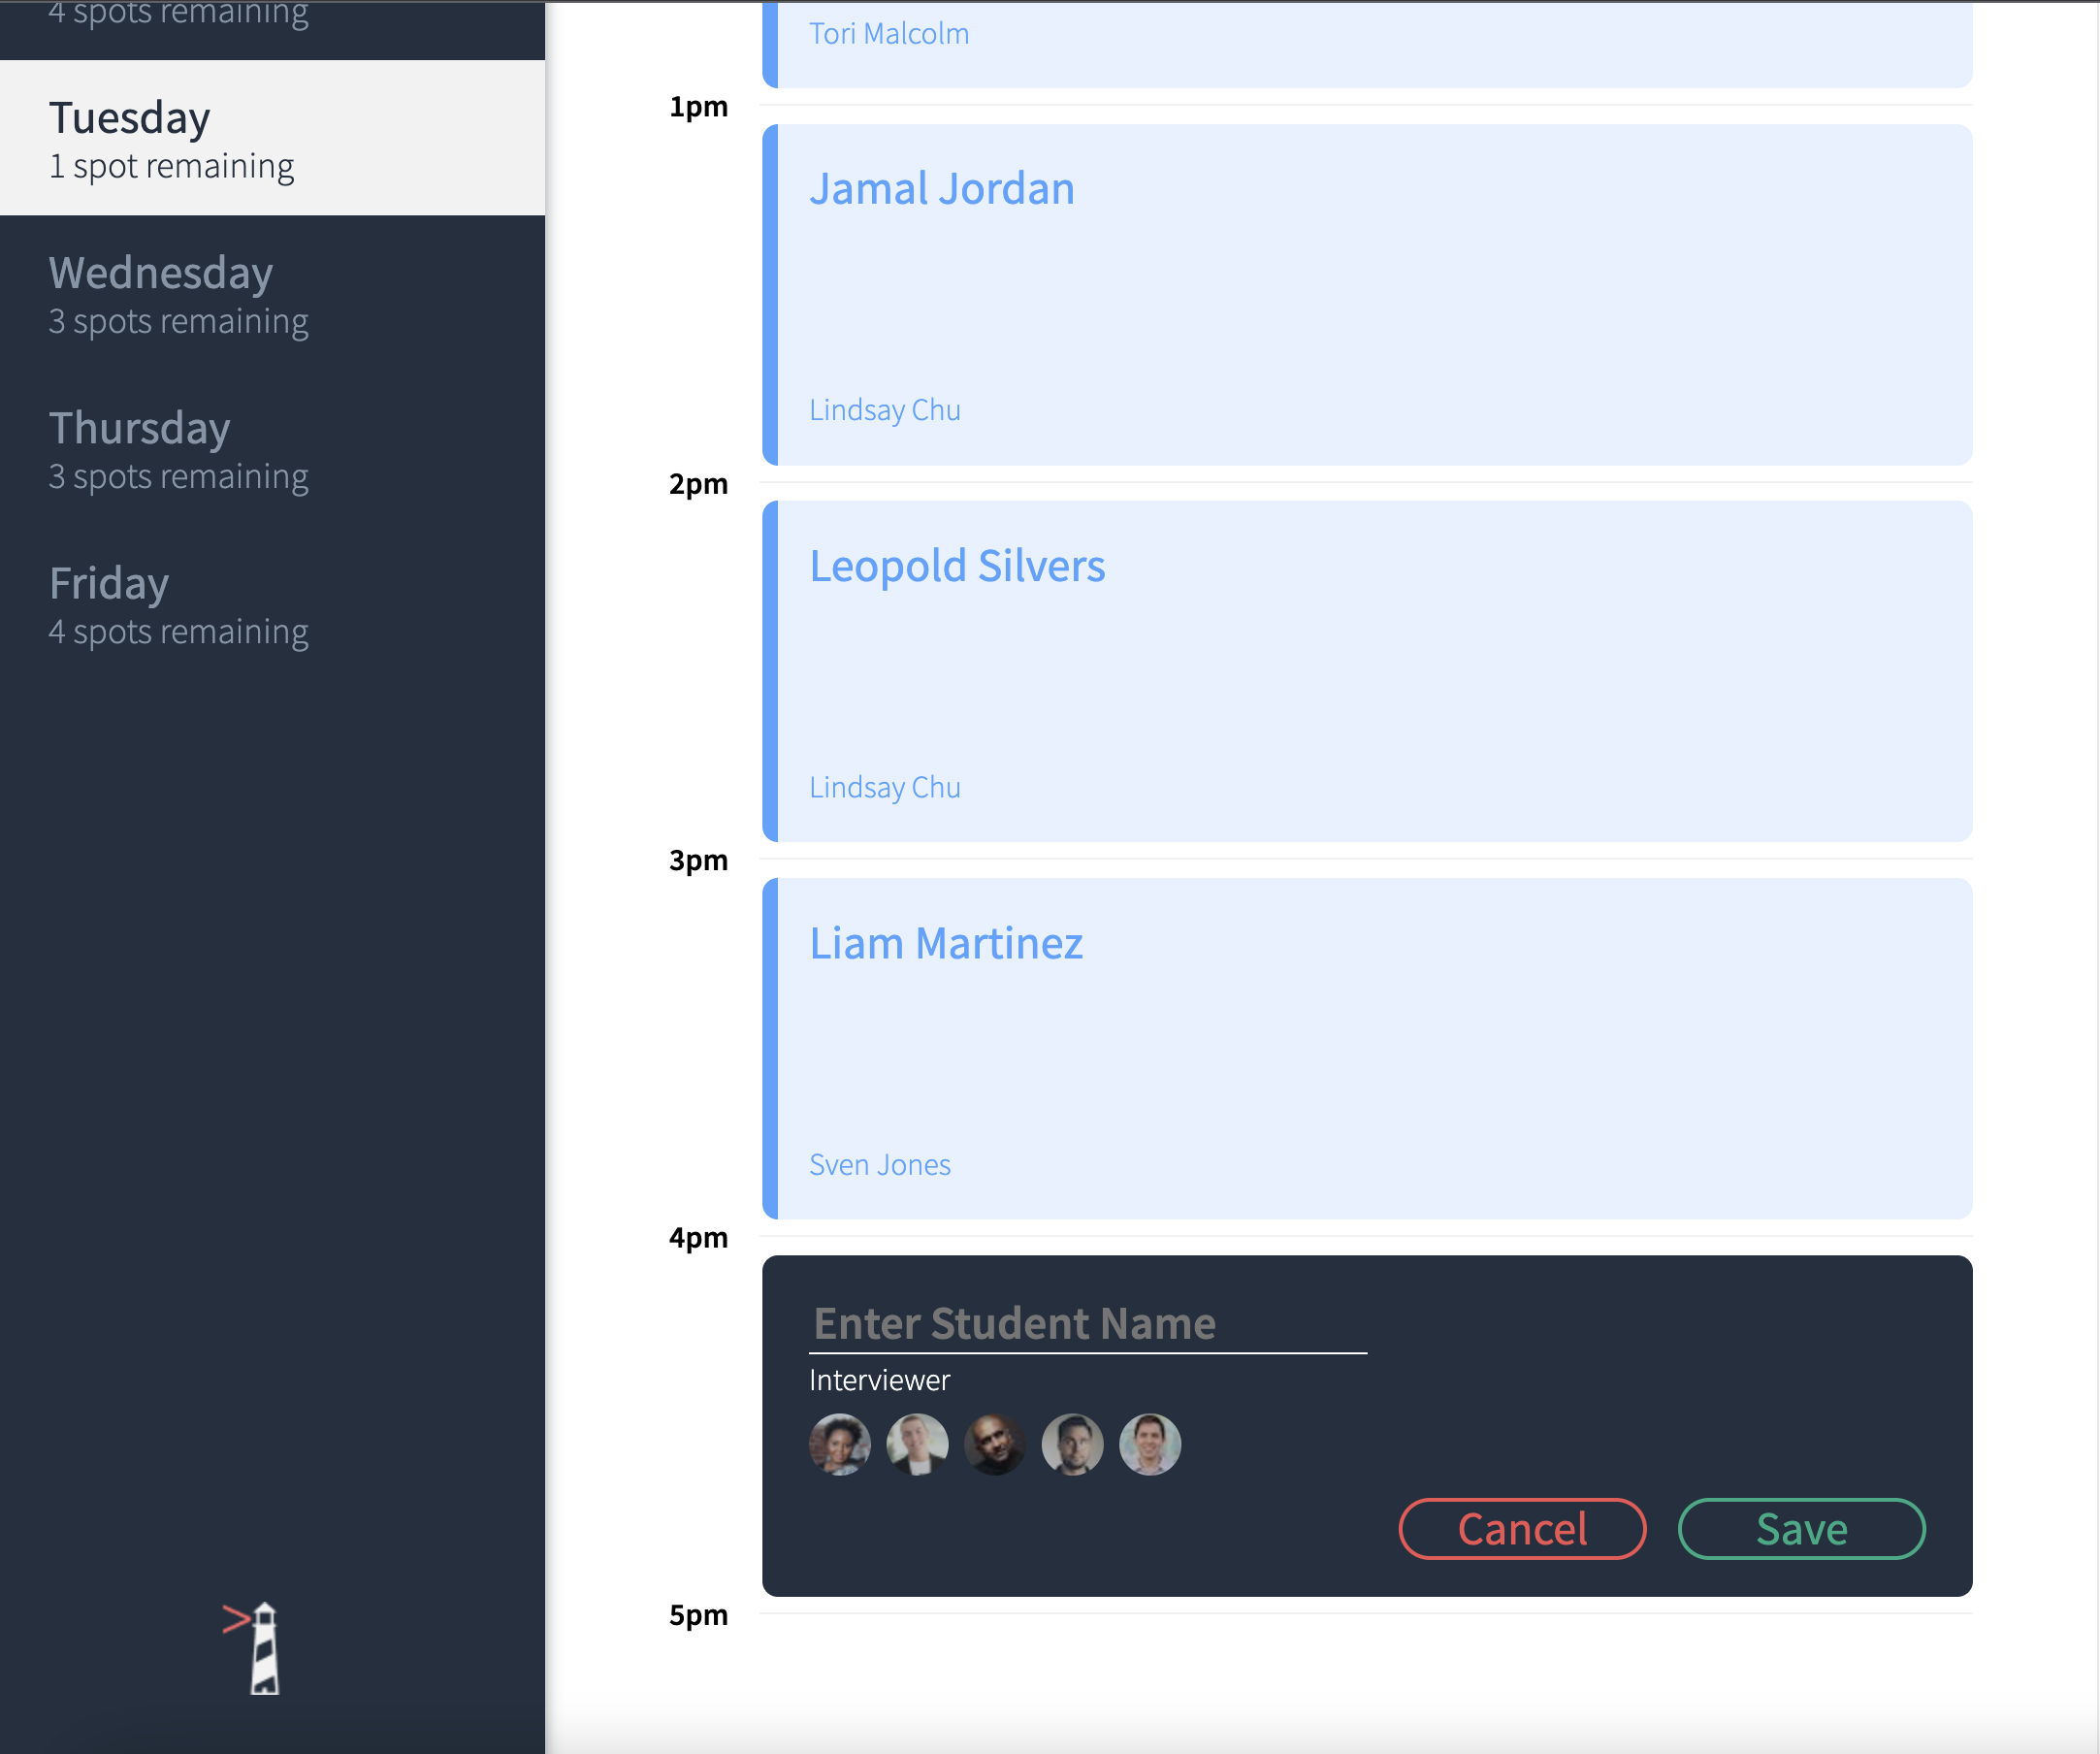 4 spots remaining
Tuesday
1 spot remaining
Wednesday
3 spots remaining
Thursday
3 spots remaining
Friday
4 spots remaining
Tori Malcolm
1pm
Jamal Jordan
Lindsay Chu
2pm
Leopold Silvers
Lindsay Chu
3pm
Liam Martinez
Sven Jones
4pm
Enter Student Name
Interviewer
Cancel
Save
5pm